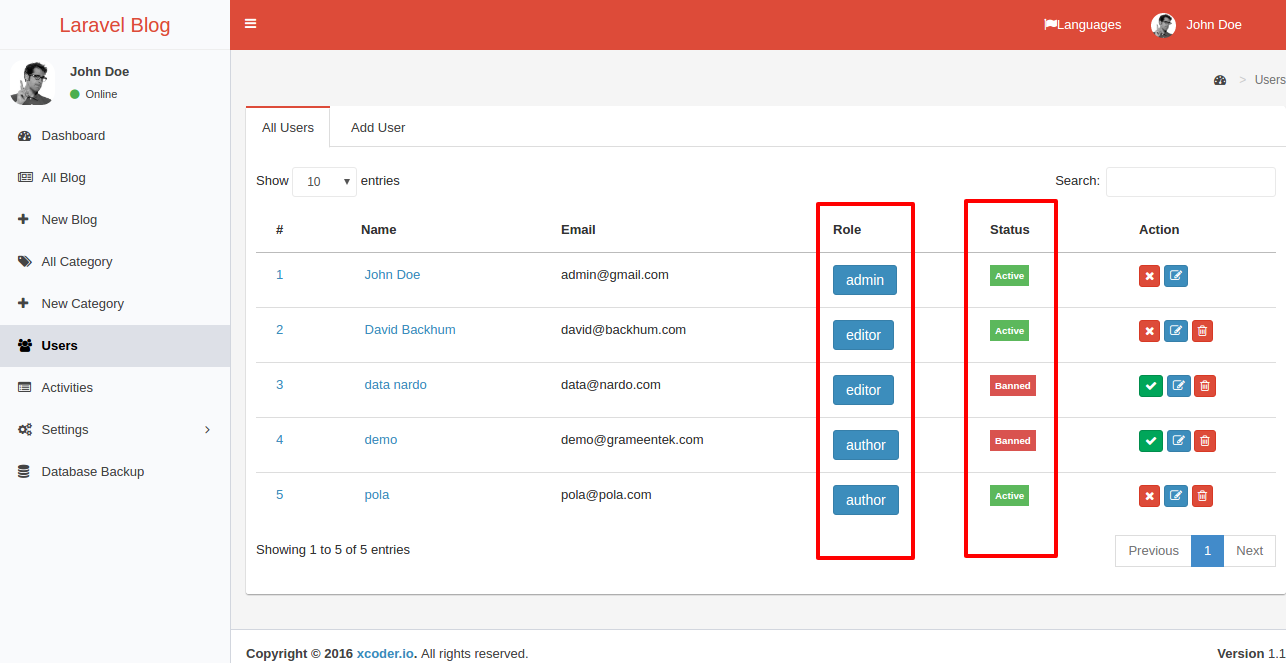 Laravel Blog
Languages John Doe
John Doe
Online
Dashboard
All Blog
New Blog
All Category
New Category
Users
Activities
Settings
Database Backup
> Users
All Users Add User
Show 10 entries Search:
# Name Email Role Status Action
1 John Doe admin@gmail.com admin Active
2 David Backhum david@backhum.com editor Active
3 data nardo data@nardo.com editor Banned
4 demo demo@grameentek.com author Banned
5 pola pola@pola.com author Active
Showing 1 to 5 of 5 entries Previous 1 Next
Copyright © 2016 xcoder.io. All rights reserved. Version 1.1